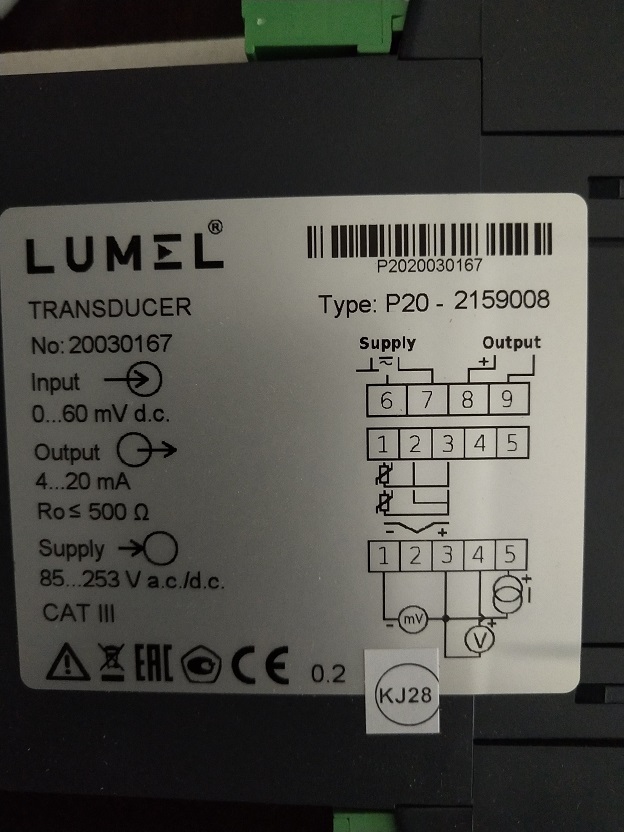 LUMEL®
P2020030167
TRANSDUCER
Type: P20 - 2159008
No: 20030167
Input
0...60 mV d.c.
Output
4...20 mA
Ro ≤ 500 Ω
Supply
85...253 V a.c./d.c.
CAT III
EAC CE 0.2
Supply Output
+
6 7 8 9
1 2 3 4 5
- +
1 2 3 4 5
+
- mV
+
V
KJ28